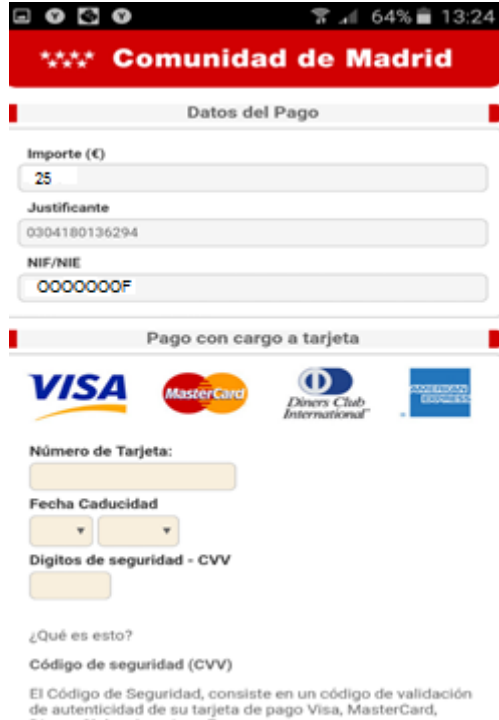 64% 13:24
Comunidad de Madrid
Datos del Pago
Importe (€)
25
Justificante
0304180136294
NIF/NIE
OOOOOOOF
Pago con cargo a tarjeta
VISA MasterCard Diners Club International AMERICAN EXPRESS
Número de Tarjeta:
Fecha Caducidad
Digitos de seguridad - CVV
¿Qué es esto?
Código de seguridad (CVV)
El Código de Seguridad, consiste en un código de validación
de autenticidad de su tarjeta de pago Visa, MasterCard,